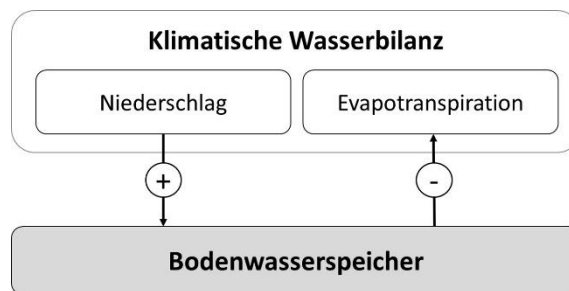 Klimatische Wasserbilanz
Niederschlag
Evapotranspiration
+
-
Bodenwasserspeicher